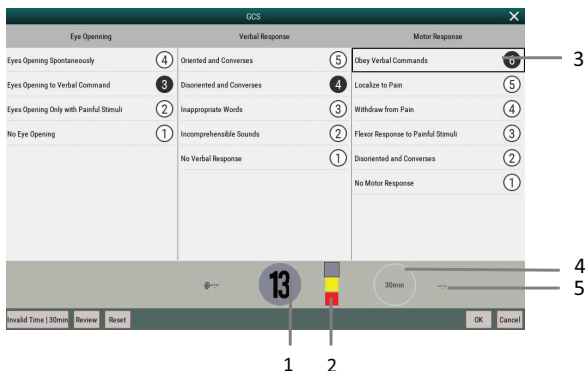 GCS
Eye Openning
Verbal Response
Motor Response
Eyes Opening Spontaneously 4
Oriented and Converses 5
Obey Verbal Commands 6
3
Eyes Opening to Verbal Command 3
Disoriented and Converses 4
Localize to Pain 5
Eyes Opening Only with Painful Stimuli 2
Inappropriate Words 3
Withdraw from Pain 4
No Eye Opening 1
Incomprehensible Sounds 2
Flexor Response to Painful Stimuli 3
No Verbal Response 1
Disoriented and Converses 2
No Motor Response 1
@--:--
13
30min
--:--
4
5
Invalid Time | 30min
Review
Reset
OK
Cancel
1
2